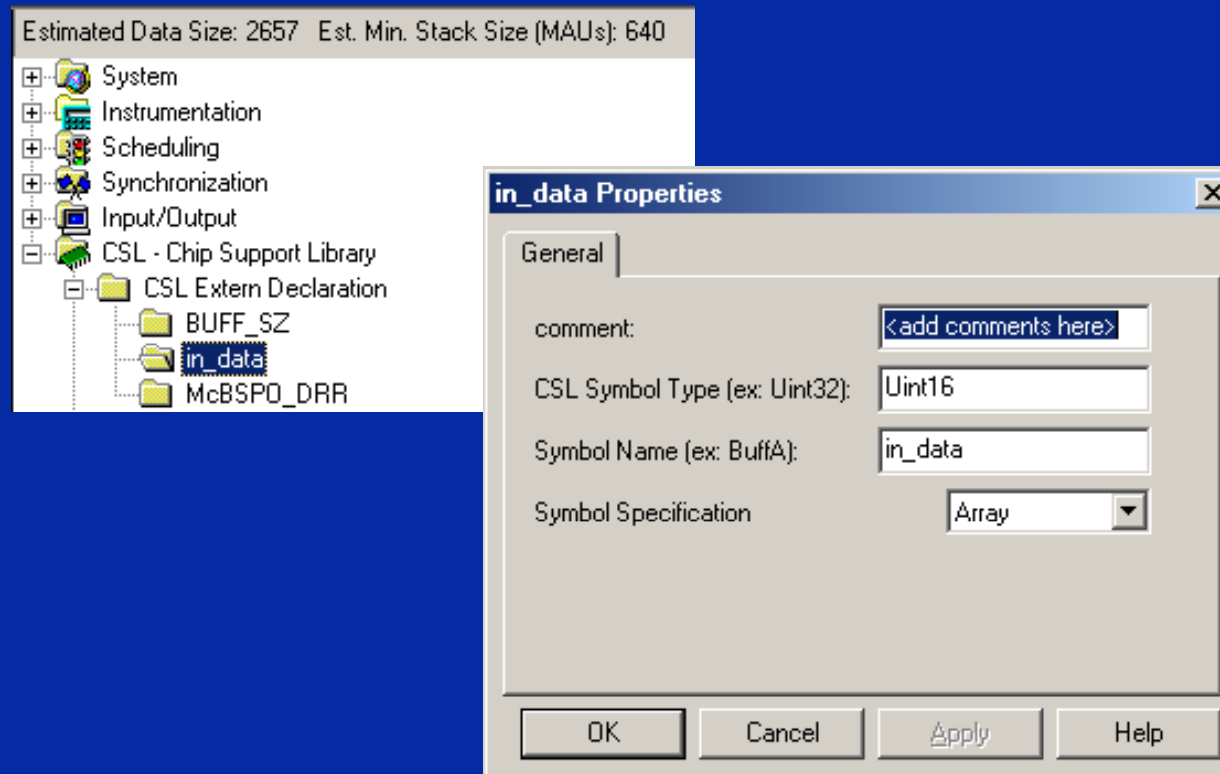 Estimated Data Size: 2657 Est. Min. Stack Size (MAUs): 640
System
Instrumentation
Scheduling
Synchronization
Input/Output
CSL - Chip Support Library
CSL Extern Declaration
BUFF_SZ
in_data
McBSP0_DRR
in_data Properties
General
comment: <add comments here>
CSL Symbol Type (ex: Uint32): Uint16
Symbol Name (ex: BuffA): in_data
Symbol Specification Array
OK Cancel Apply Help